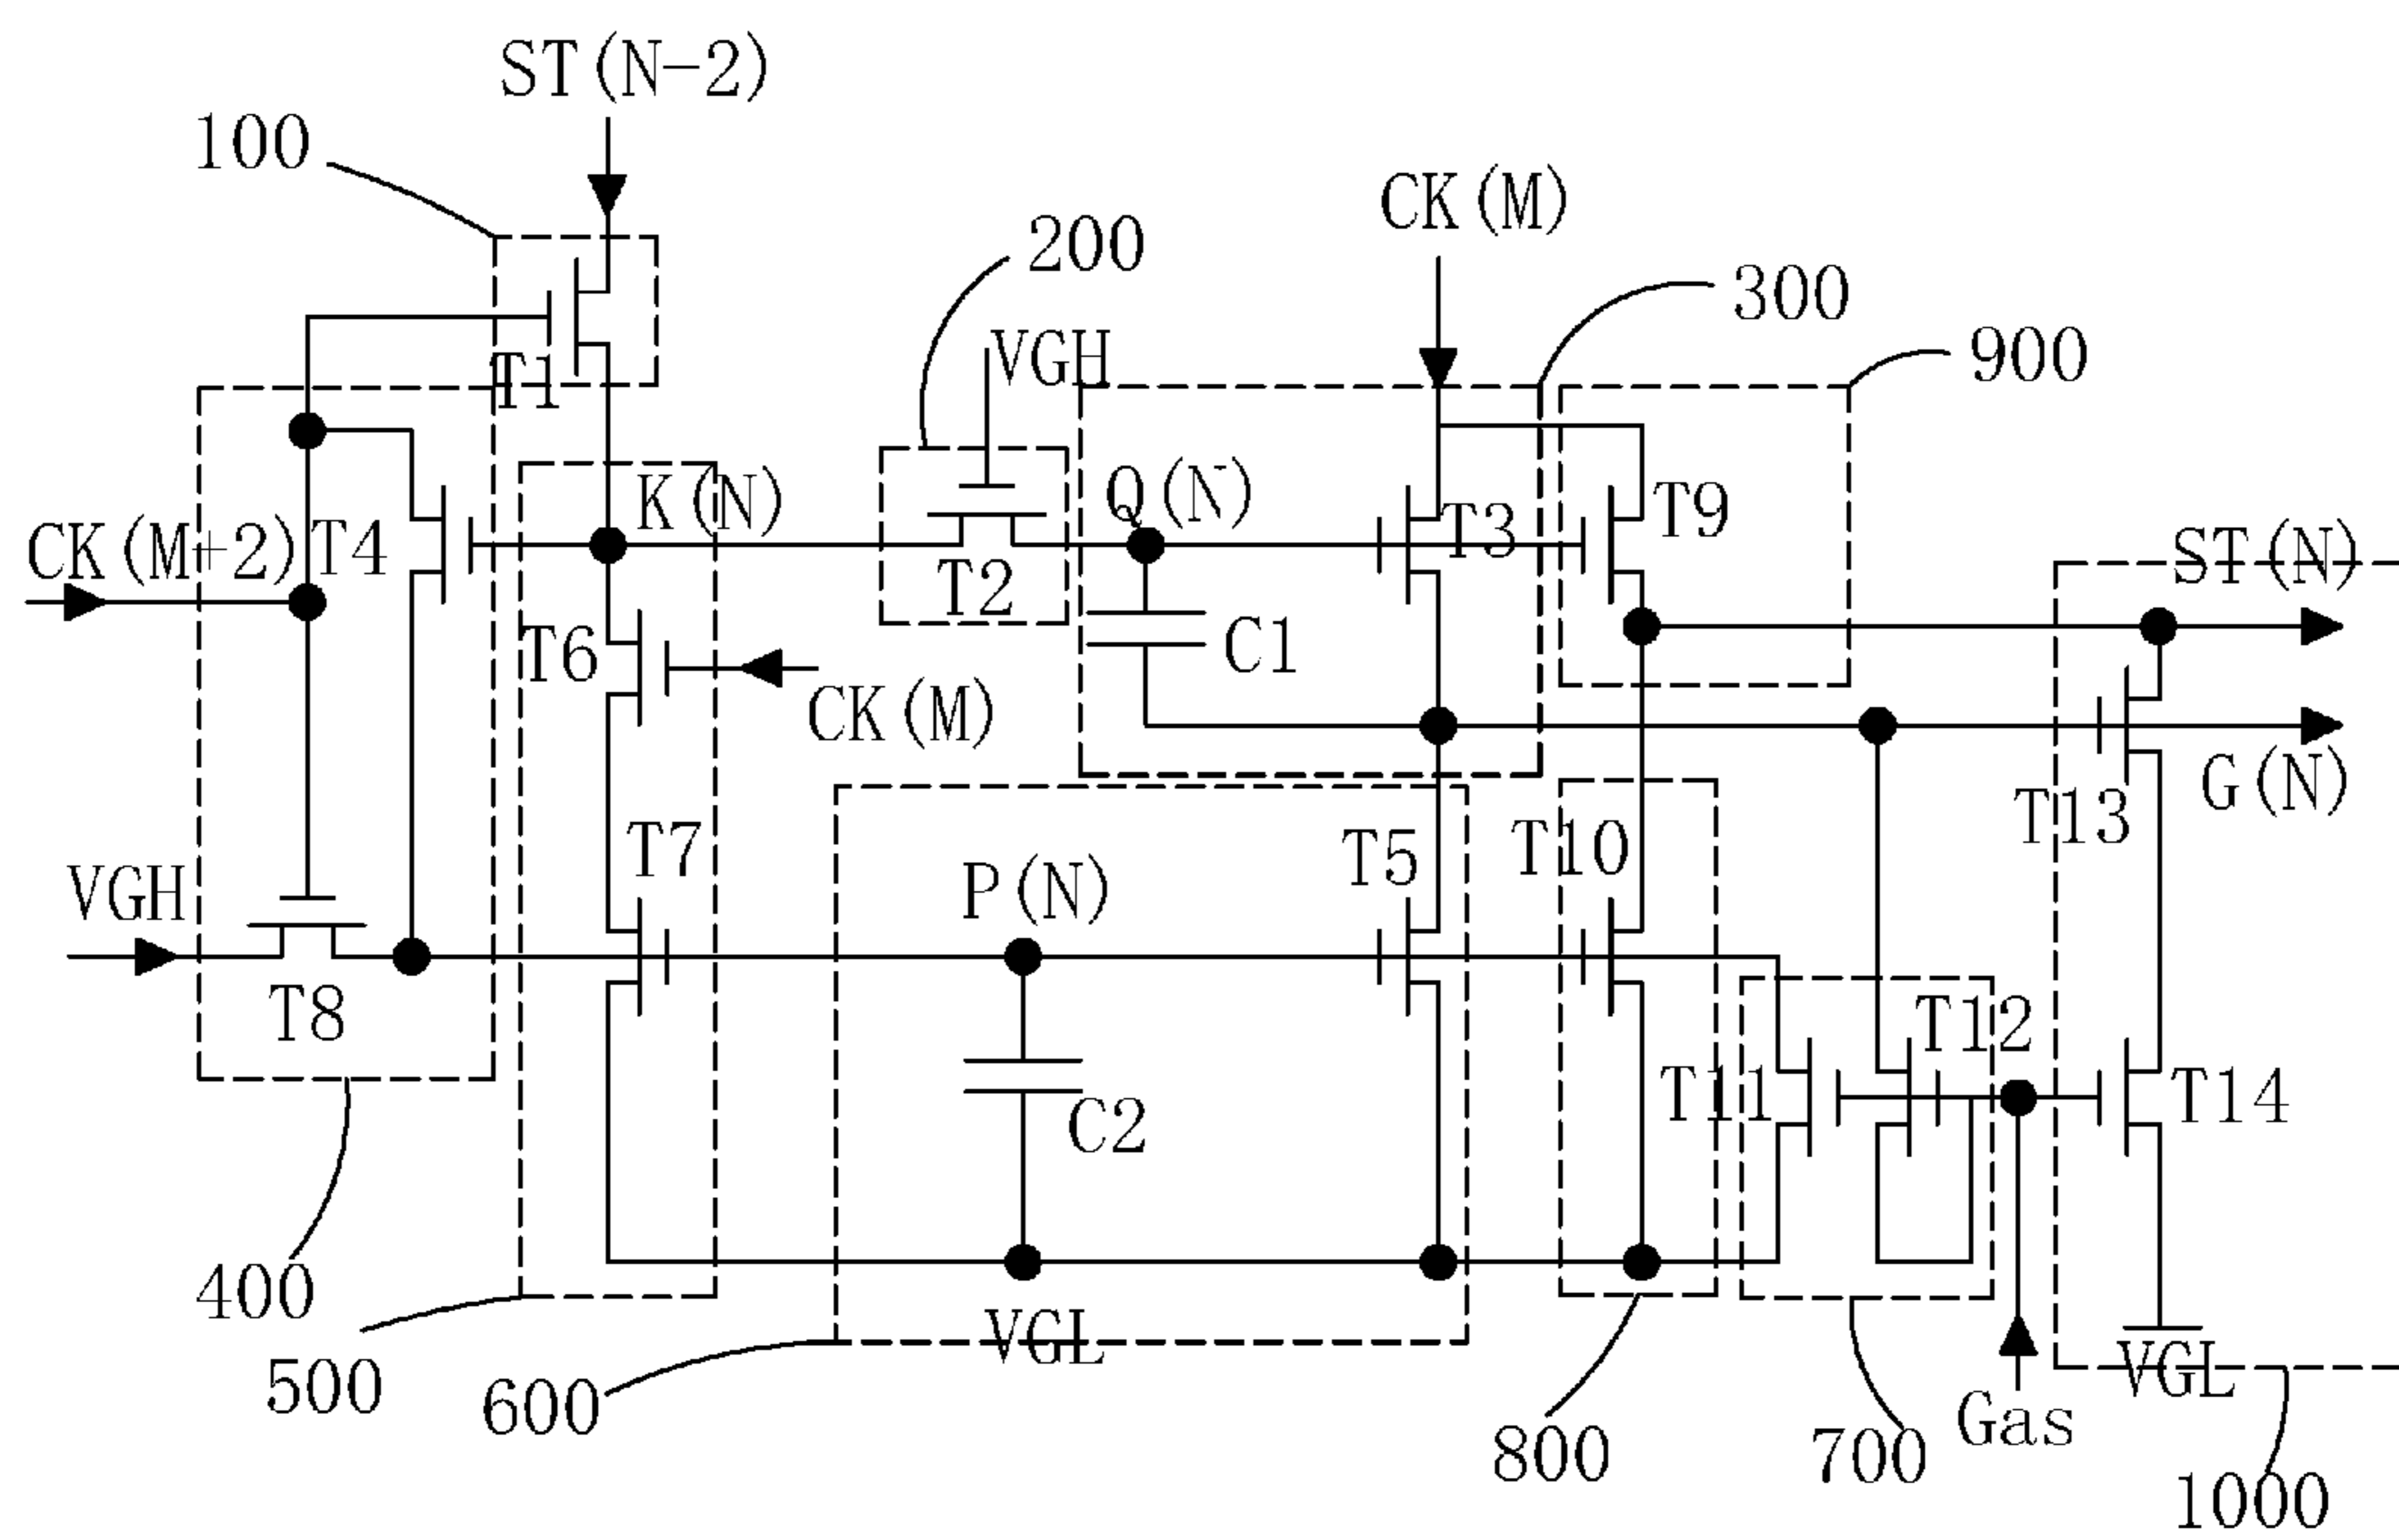 ST(N-2)
100
CK(M)
200
300
900
VGH
T1
K(N)
Q(N)
T3
T9
CK(M+2)
T4
ST(N)
T2
T6
C1
CK(M)
G(N)
T13
VGH
T7
P(N)
T5
T10
T8
T12
T11
T14
C2
400
VGL
VGL
500
600
800
700
Gas
1000